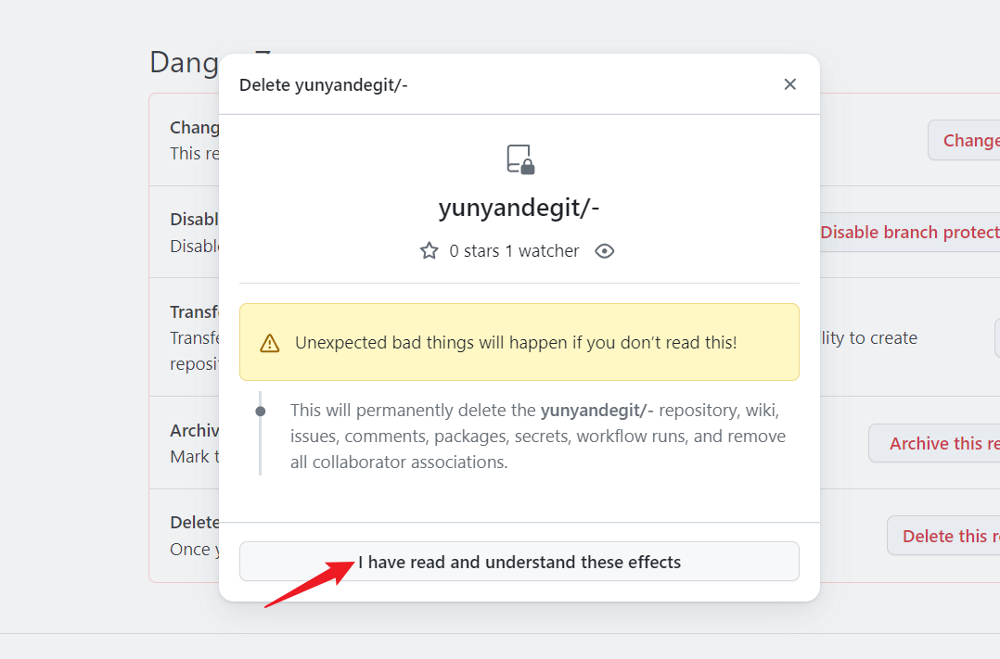 Dang
Delete yunyandegit/-
Chang
This re
Change
yunyandegit/-
Disabl
Disable branch protect
Disable
0 stars 1 watcher
Transf
Unexpected bad things will happen if you don't read this!
Transfe
lity to create
reposit
This will permanently delete the yunyandegit/- repository, wiki,
issues, comments, packages, secrets, workflow runs, and remove
all collaborator associations.
Archiv
Mark t
Archive this re
Delete
Once y
Delete this r
I have read and understand these effects